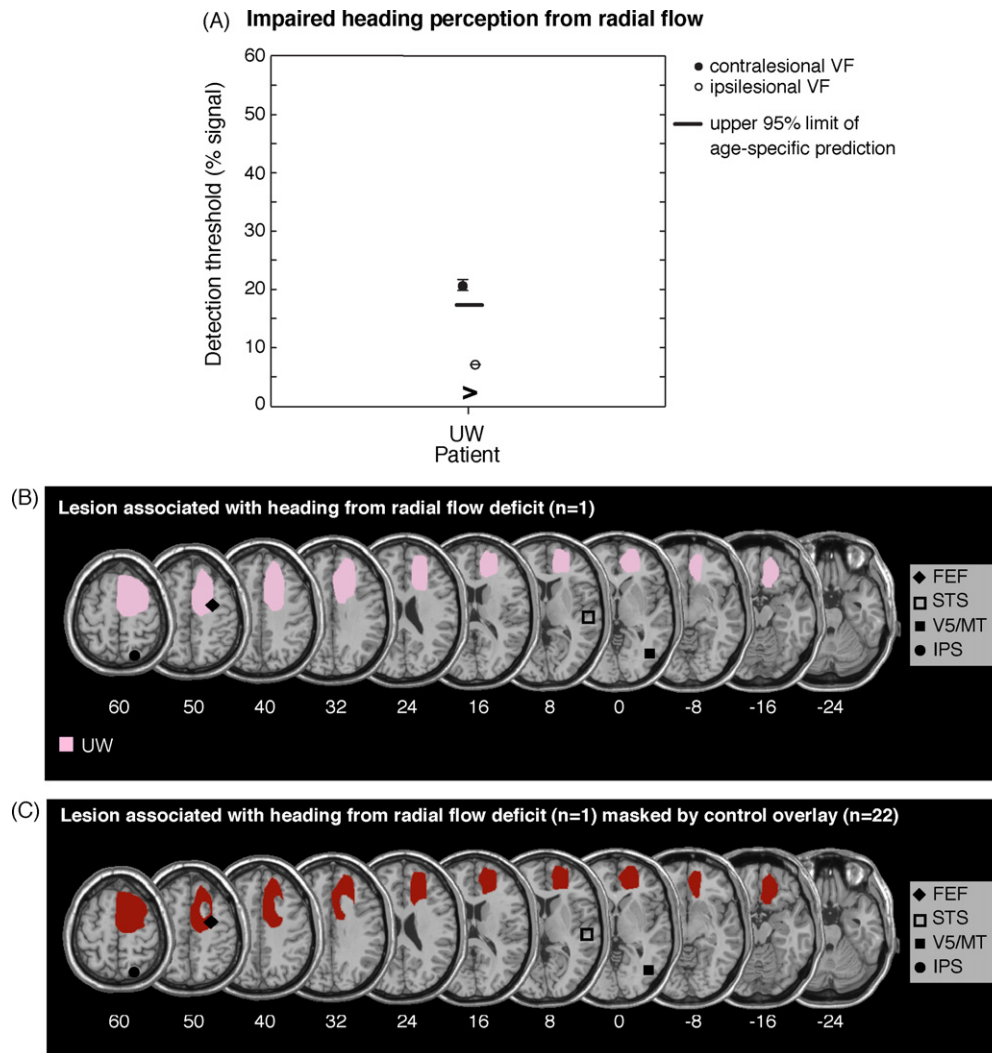 (A) Impaired heading perception from radial flow
60
50
40
30
20
10
0
Detection threshold (% signal)
>
UW
Patient
contralesional VF
ipsilesional VF
upper 95% limit of
age-specific prediction
(B)
Lesion associated with heading from radial flow deficit (n=1)
60 50 40 32 24 16 8 0 -8 -16 -24
FEF
STS
V5/MT
IPS
UW
(C)
Lesion associated with heading from radial flow deficit (n=1) masked by control overlay (n=22)
60 50 40 32 24 16 8 0 -8 -16 -24
FEF
STS
V5/MT
IPS